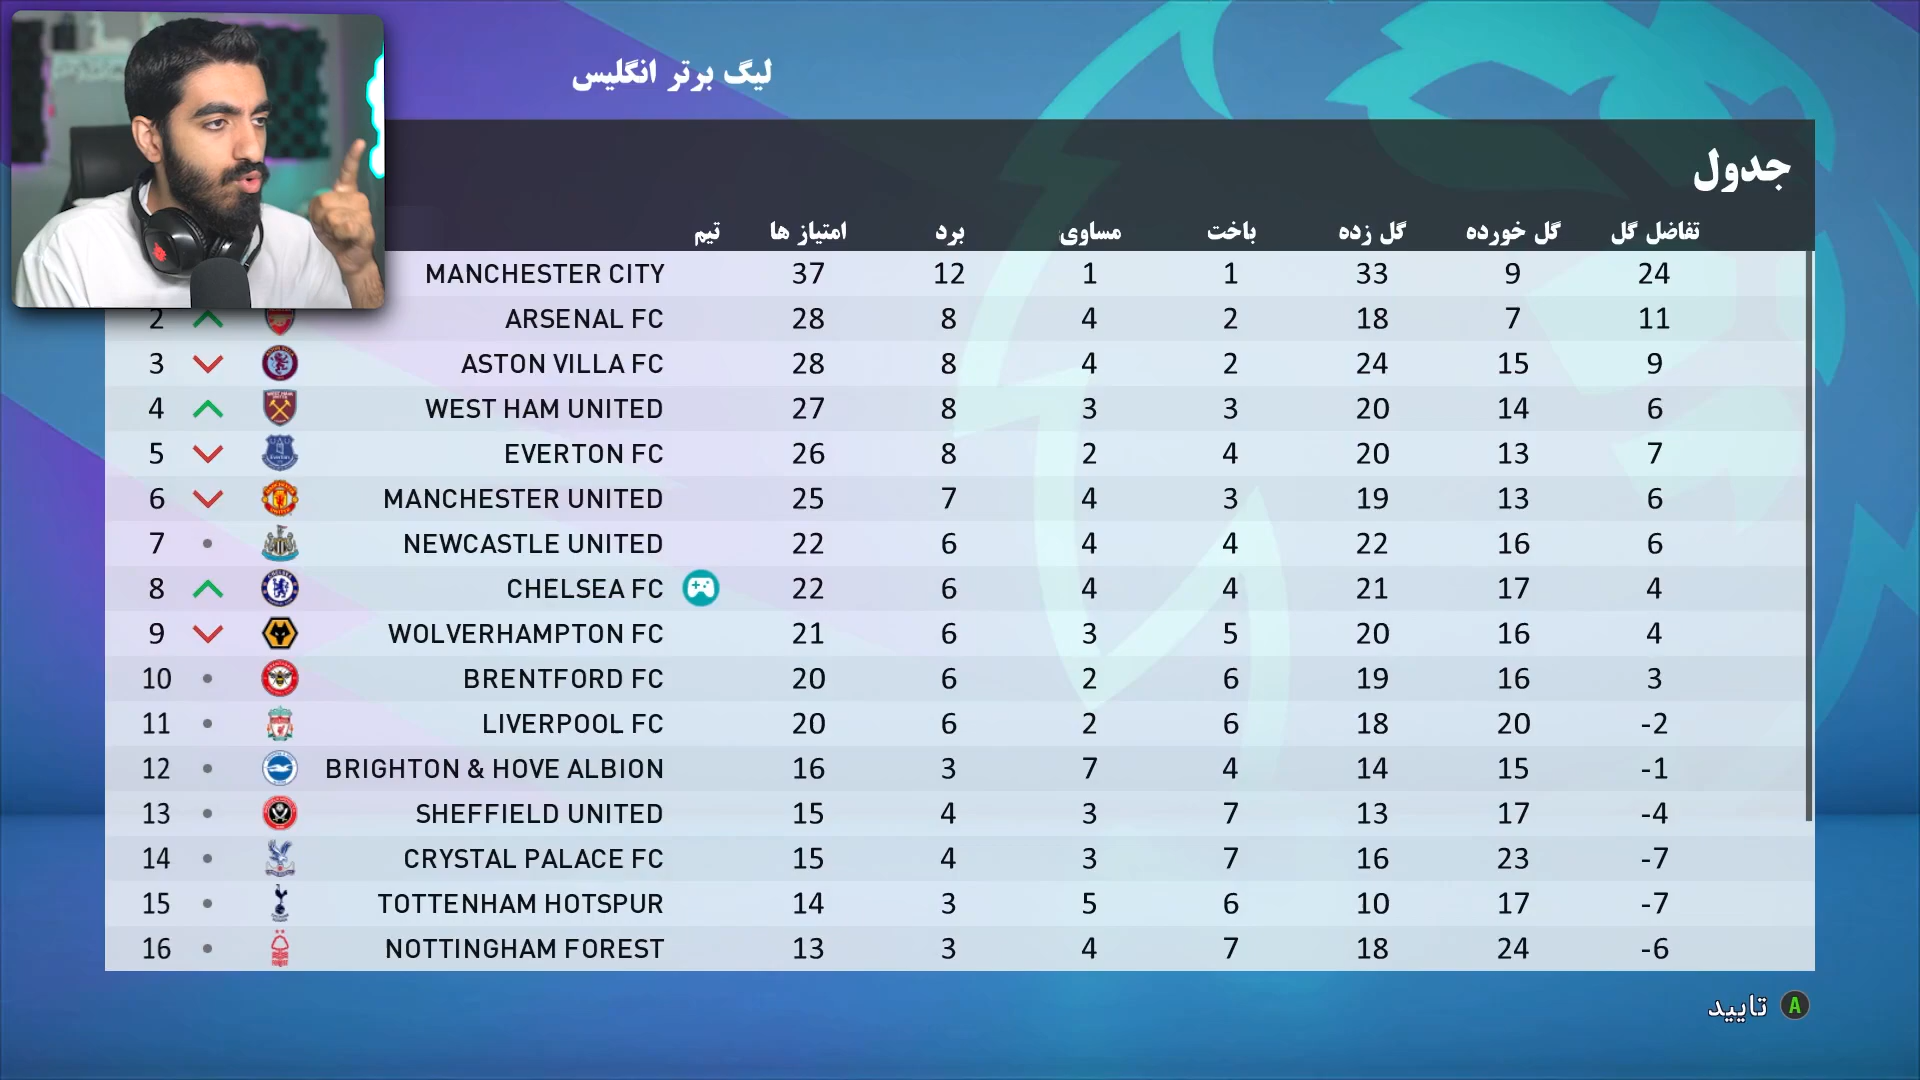 لیگ برتر انگلیس
جدول
تیم امتیاز ها برد مساوی باخت گل زده گل خورده تفاضل گل
MANCHESTER CITY 37 12 1 1 33 9 24
2 ARSENAL FC 28 8 4 2 18 7 11
3 ASTON VILLA FC 28 8 4 2 24 15 9
4 WEST HAM UNITED 27 8 3 3 20 14 6
5 EVERTON FC 26 8 2 4 20 13 7
6 MANCHESTER UNITED 25 7 4 3 19 13 6
7 NEWCASTLE UNITED 22 6 4 4 22 16 6
8 CHELSEA FC 22 6 4 4 21 17 4
9 WOLVERHAMPTON FC 21 6 3 5 20 16 4
10 BRENTFORD FC 20 6 2 6 19 16 3
11 LIVERPOOL FC 20 6 2 6 18 20 -2
12 BRIGHTON & HOVE ALBION 16 3 7 4 14 15 -1
13 SHEFFIELD UNITED 15 4 3 7 13 17 -4
14 CRYSTAL PALACE FC 15 4 3 7 16 23 -7
15 TOTTENHAM HOTSPUR 14 3 5 6 10 17 -7
16 NOTTINGHAM FOREST 13 3 4 7 18 24 -6
A تایید